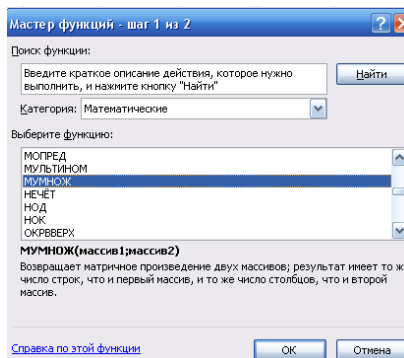 Мастер функций - шаг 1 из 2
Поиск функции:
Введите краткое описание действия, которое нужно
выполнить, и нажмите кнопку "Найти"
Найти
Категория: Математические
Выберите функцию:
МОПРЕД
МУЛЬТИНОМ
МУМНОЖ
НЕЧЁТ
НОД
НОК
ОКРВВЕРХ
МУМНОЖ(массив1;массив2)
Возвращает матричное произведение двух массивов; результат имеет то ж
число строк, что и первый массив, и то же число столбцов, что и второй
массив.
Справка по этой функции
ОК
Отмена